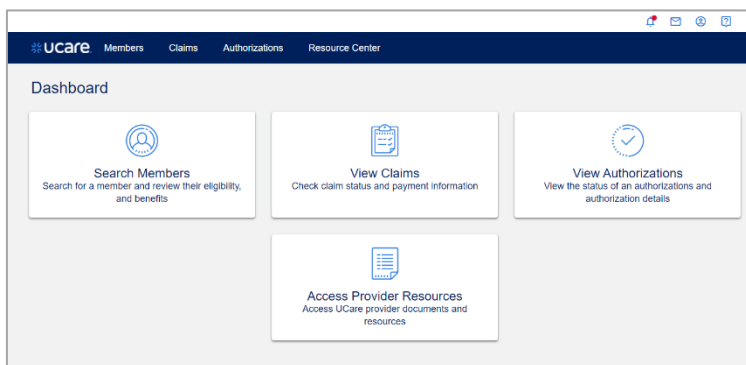 ucare Members Claims Authorizations Resource Center
Dashboard
Search Members
Search for a member and review their eligibility,
and benefits
View Claims
Check claim status and payment information
View Authorizations
View the status of an authorizations and
authorization details
Access Provider Resources
Access UCare provider documents and
resources